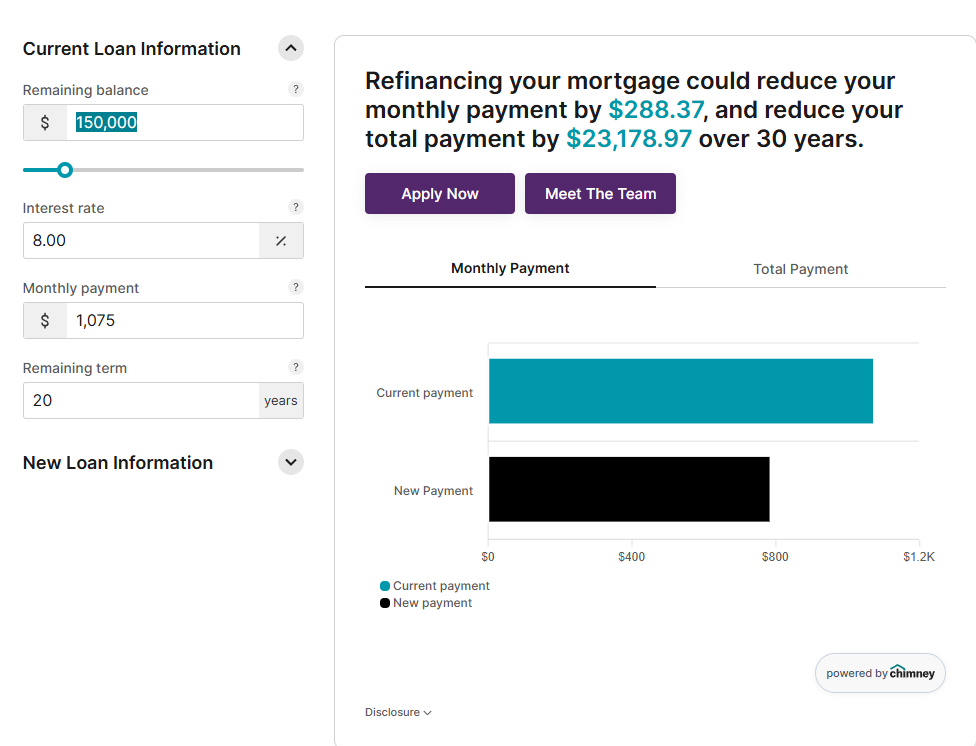 Current Loan Information
Remaining balance ?
$ 150,000
Interest rate ?
8.00 %
Monthly payment ?
$ 1,075
Remaining term ?
20 years
New Loan Information
Refinancing your mortgage could reduce your
monthly payment by $288.37, and reduce your
total payment by $23,178.97 over 30 years.
Apply Now Meet The Team
Monthly Payment Total Payment
Current payment
New Payment
$0 $400 $800 $1.2K
Current payment
New payment
powered by chimney
Disclosure